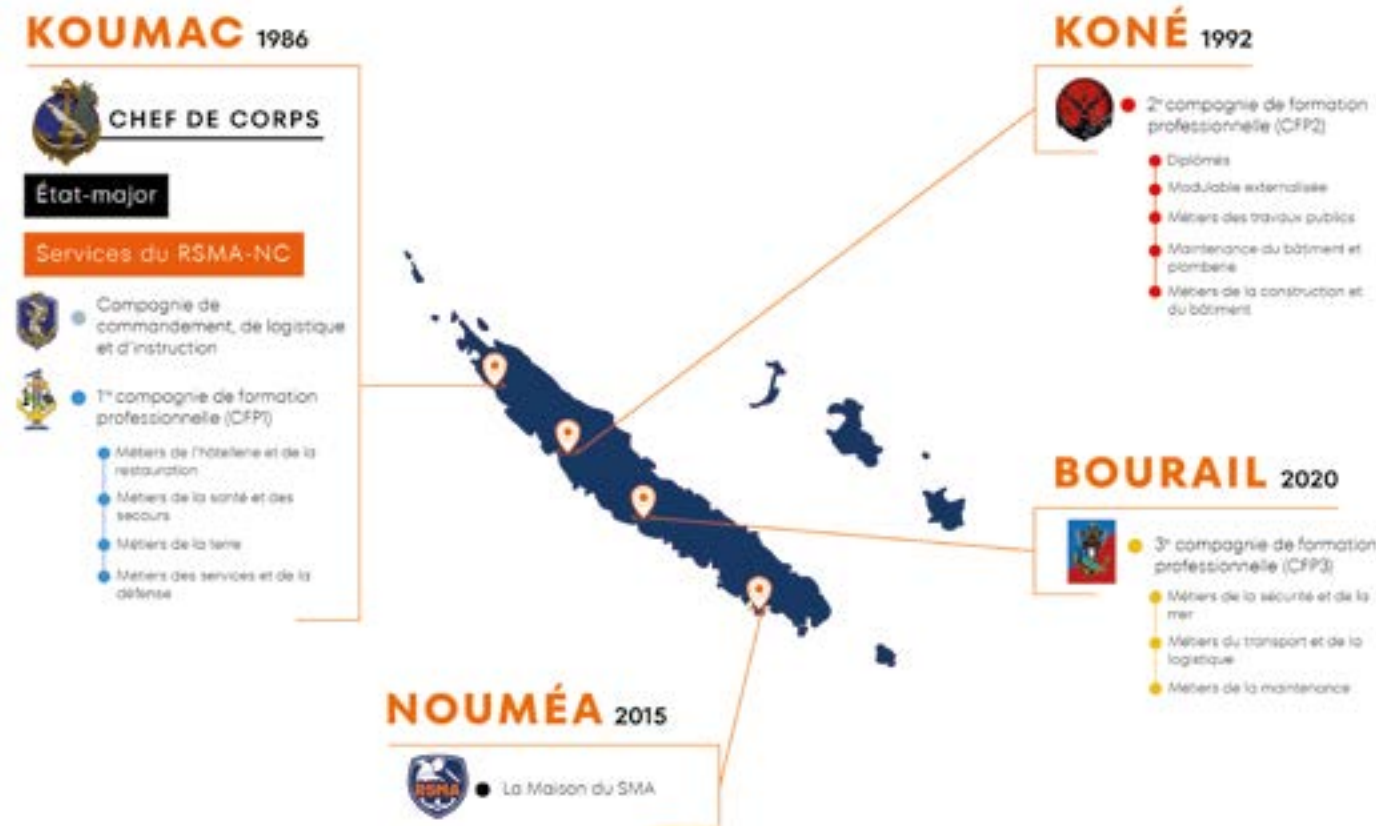 KOUMAC 1986
CHEF DE CORPS
État-major
Services du RSMA-NC
Compagnie de
commandement, de logistique
et d'instruction
1re compagnie de formation
professionnelle (CFP1)
Métiers de l'hôtellerie et de la
restauration
Métiers de la santé et des
secours
Métiers de la terre
Métiers des services et de la
défense
KONÉ 1992
2e compagnie de formation
professionnelle (CFP2)
Diplômés
Modulable externalisée
Métiers des travaux publics
Maintenance du bâtiment et
plomberie
Métiers de la construction et
du bâtiment
BOURAIL 2020
3e compagnie de formation
professionnelle (CFP3)
Métiers de la sécurité et de la
mer
Métiers du transport et de la
logistique
Métiers de la maintenance
NOUMÉA 2015
RSMA
La Maison du SMA